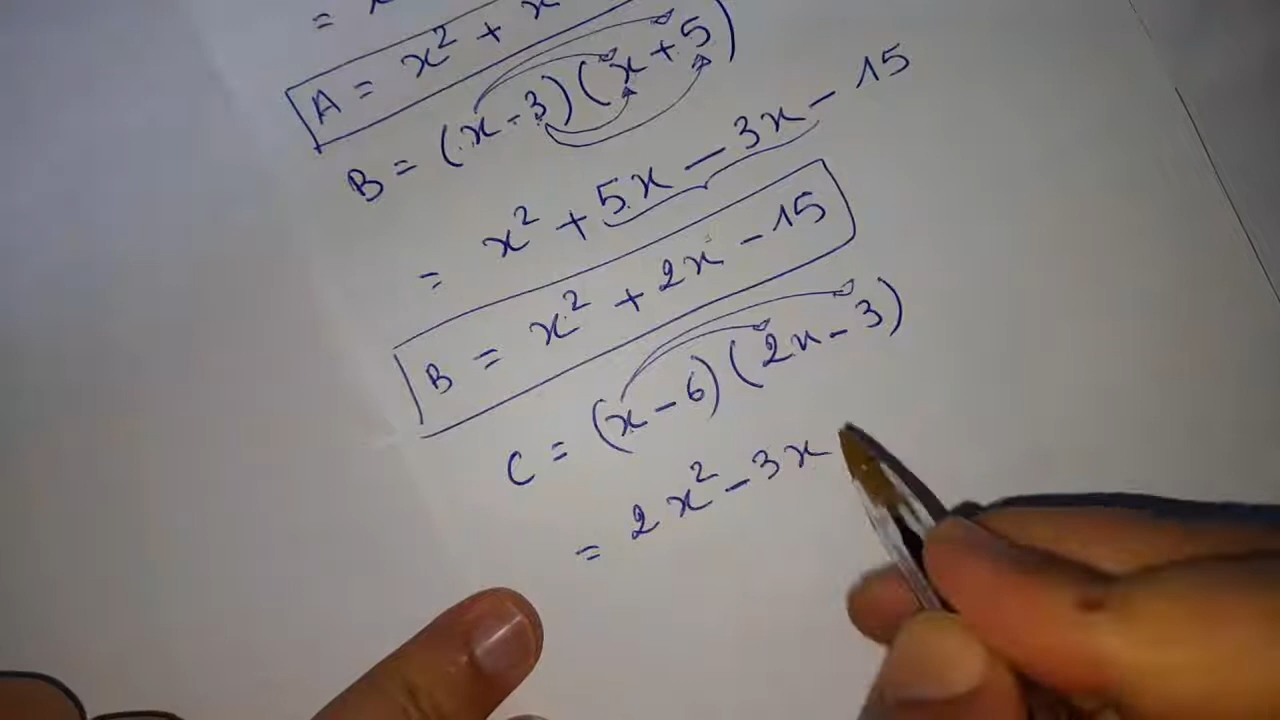 = x
A = x² + x
B = (x - 3)(x + 5)
= x² + 5x - 3x - 15
B = x² + 2x - 15
C = (x - 6)(2x - 3)
= 2x² - 3x